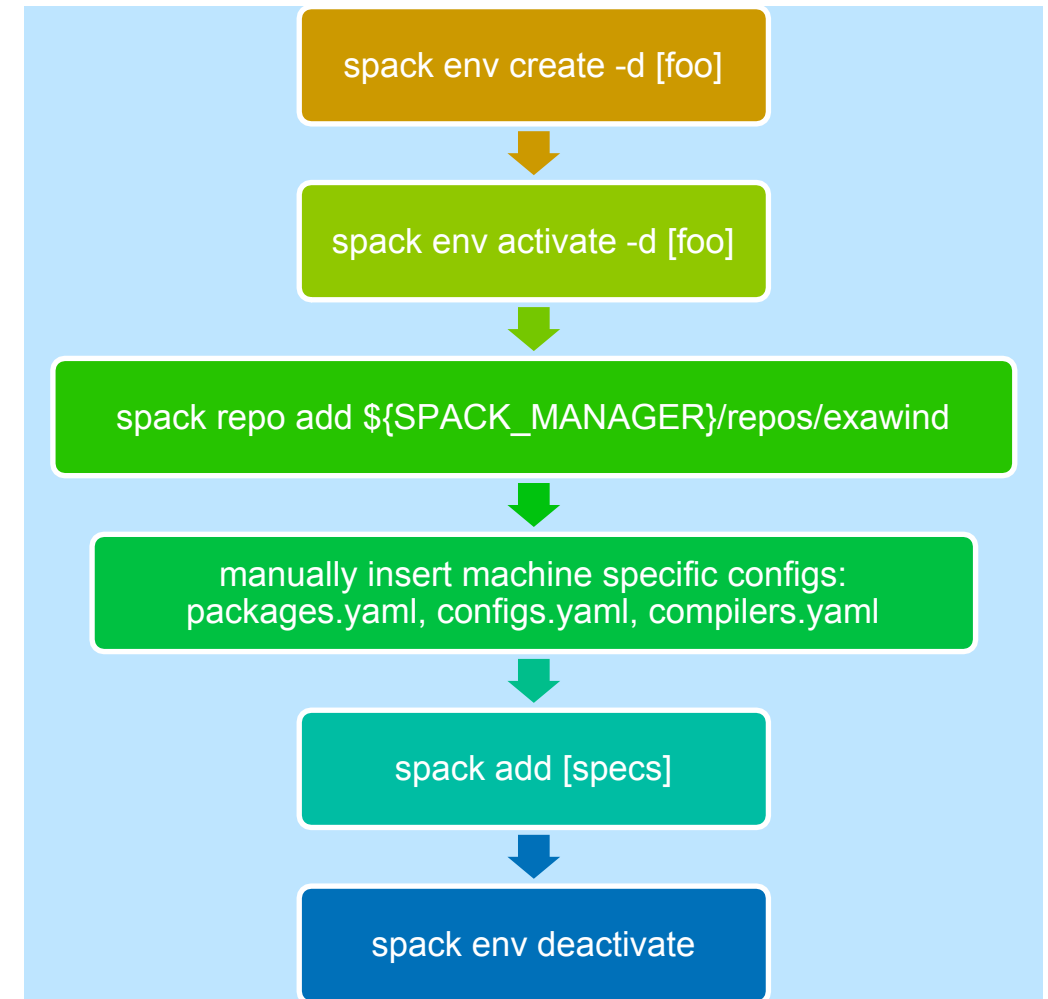 spack env create -d [foo]
spack env activate -d [foo]
spack repo add ${SPACK_MANAGER}/repos/exawind
manually insert machine specific configs:
packages.yaml, configs.yaml, compilers.yaml
spack add [specs]
spack env deactivate